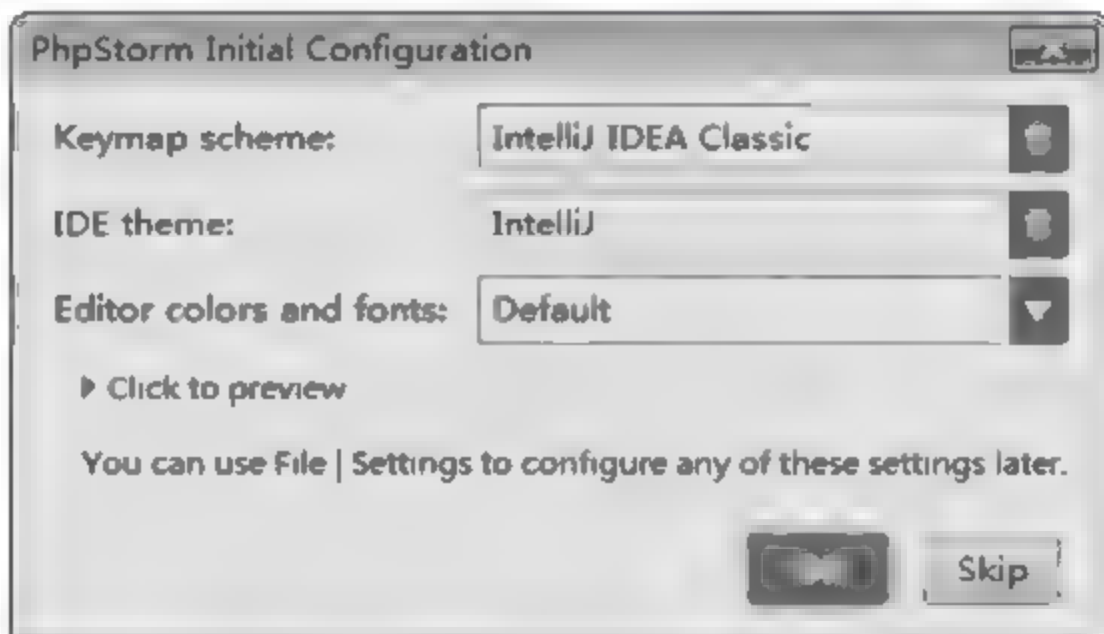 PhpStorm Initial Configuration
Keymap scheme: IntelliJ IDEA Classic
IDE theme: IntelliJ
Editor colors and fonts: Default
Click to preview
You can use File | Settings to configure any of these settings later.
Skip